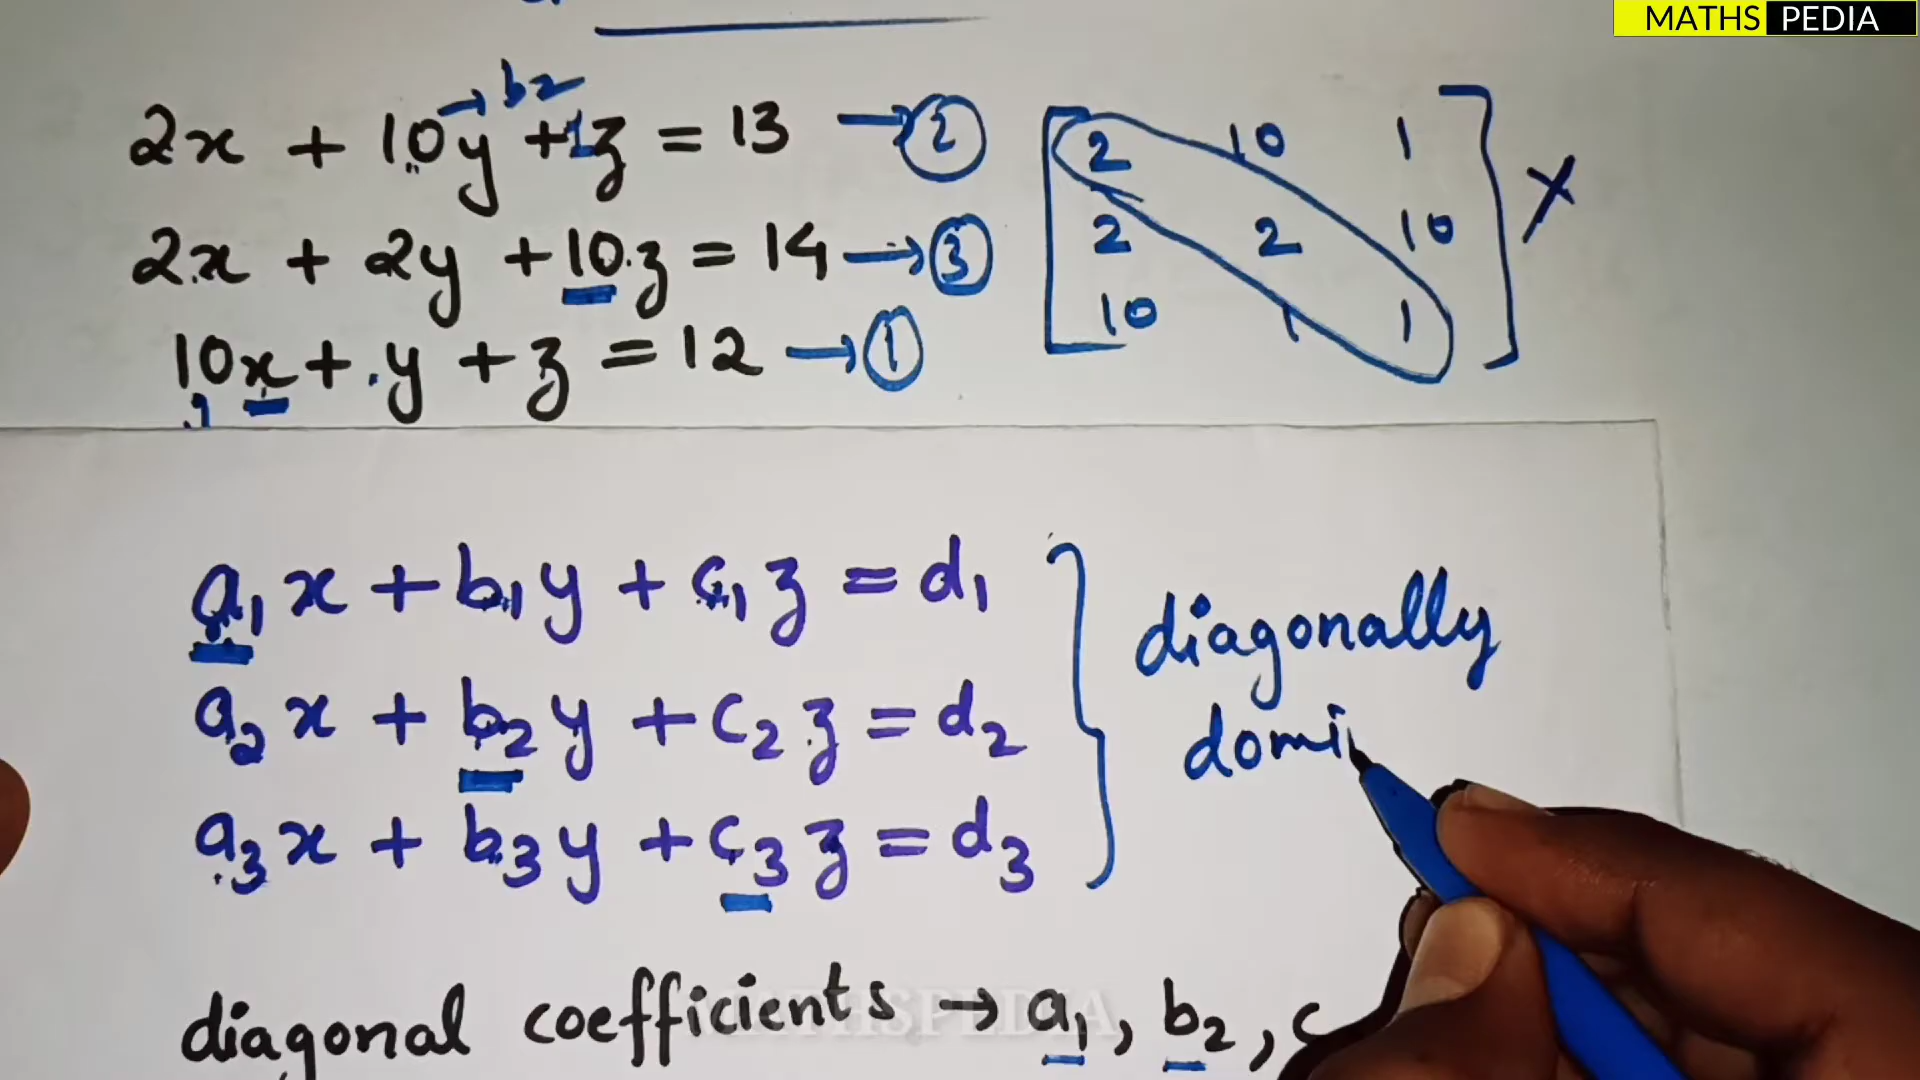 MATHS PEDIA
→ b2
2x + 10y + 1z = 13 → ②
2x + 2y + 10z = 14 → ③
10x + y + z = 12 → ①
2 10 1
2 2 10
10 1 1
X
a₁x + b₁y + c₁z = d₁
a₂x + b₂y + c₂z = d₂
a₃x + b₃y + c₃z = d₃
diagonally
domi
diagonal coefficients → a₁, b₂, c
MATHSPEDIA